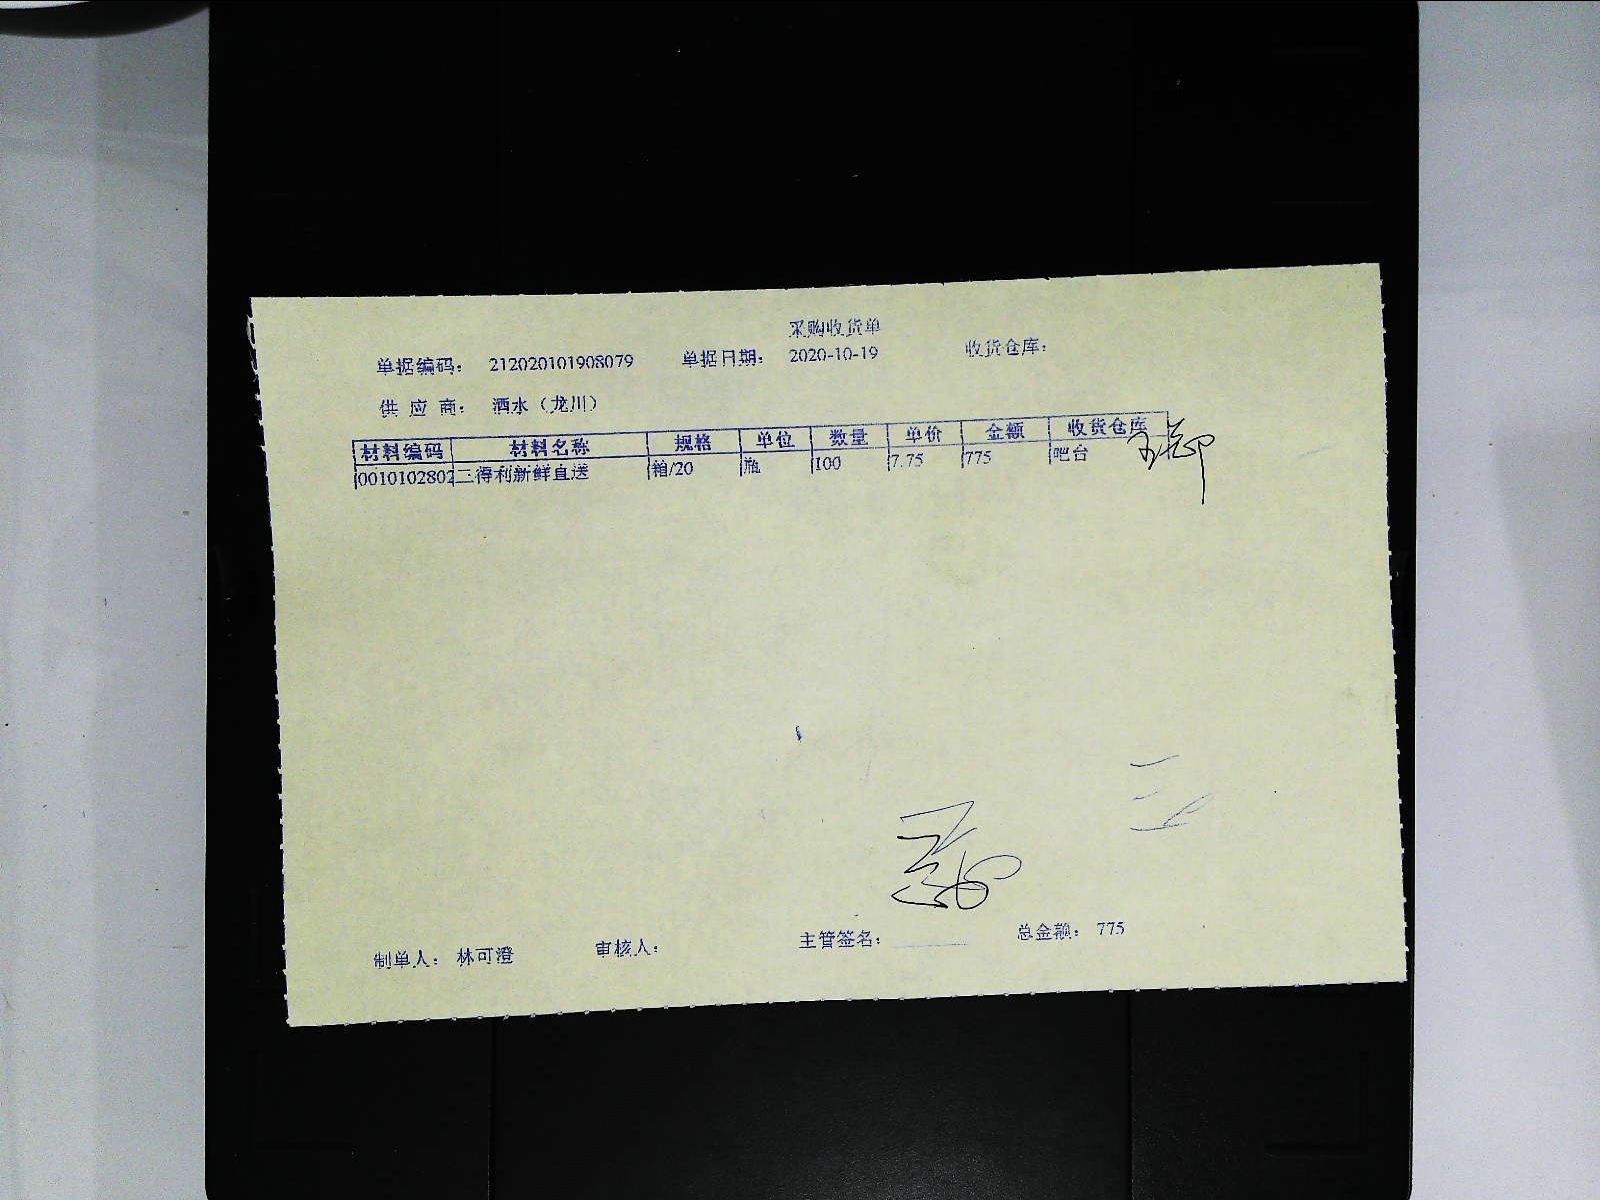 采购收货单
单据编码： 212020101908079 单据日期： 2020-10-19 收货仓库：
供 应 商： 酒水（龙川）
材料编码 材料名称 规格 单位 数量 单价 金额 收货仓库
0010102802 三得利新鲜直送 箱/20 瓶 100 7.75 775 吧台
制单人： 林可澄 审核人： 主管签名： 总金额： 775